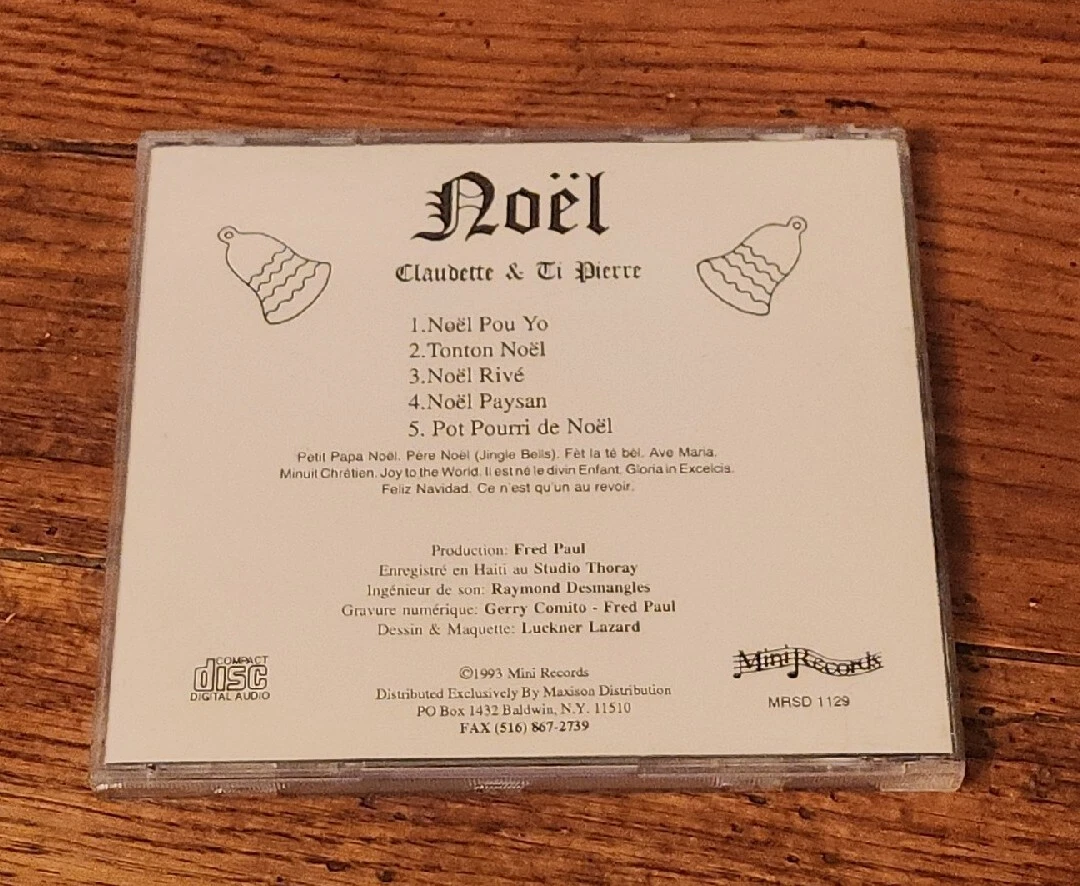 Noël
Claudette & Ti Pierre
1.Noël Pou Yo
2.Tonton Noël
3.Noël Rivé
4.Noël Paysan
5. Pot Pourri de Noël
Petit Papa Noël. Père Noël (Jingle Bells). Fèt la té bèl. Ave Maria.
Minuit Chrétien. Joy to the World. Il est né le divin Enfant. Gloria in Excelcis.
Feliz Navidad. Ce n'est qu'un au revoir.
Production: Fred Paul
Enregistré en Haiti au Studio Thoray
Ingénieur de son: Raymond Desmangles
Gravure numérique: Gerry Comito - Fred Paul
Dessin & Maquette: Luckner Lazard
COMPACT
disc
DIGITAL AUDIO
©1993 Mini Records
Distributed Exclusively By Maxison Distribution
PO Box 1432 Baldwin, N.Y. 11510
FAX (516) 867-2739
Mini Records
MRSD 1129